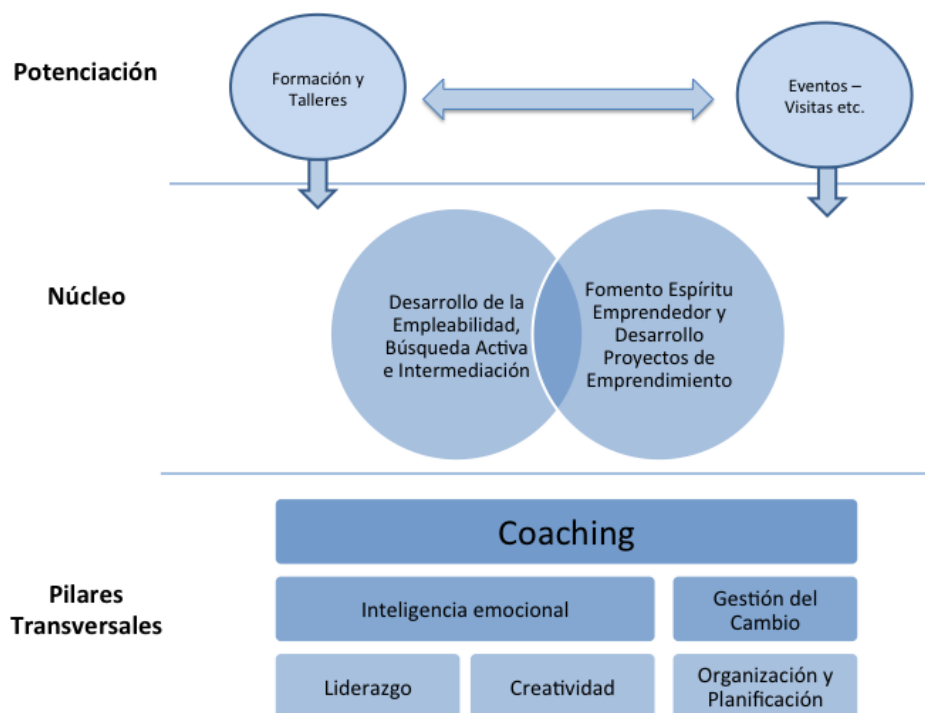 Potenciación
Formación y
Talleres
Eventos –
Visitas etc.
Núcleo
Desarrollo de la
Empleabilidad,
Búsqueda Activa
e Intermediación
Fomento Espíritu
Emprendedor y
Desarrollo
Proyectos de
Emprendimiento
Pilares
Transversales
Coaching
Inteligencia emocional
Gestión del
Cambio
Liderazgo
Creatividad
Organización y
Planificación